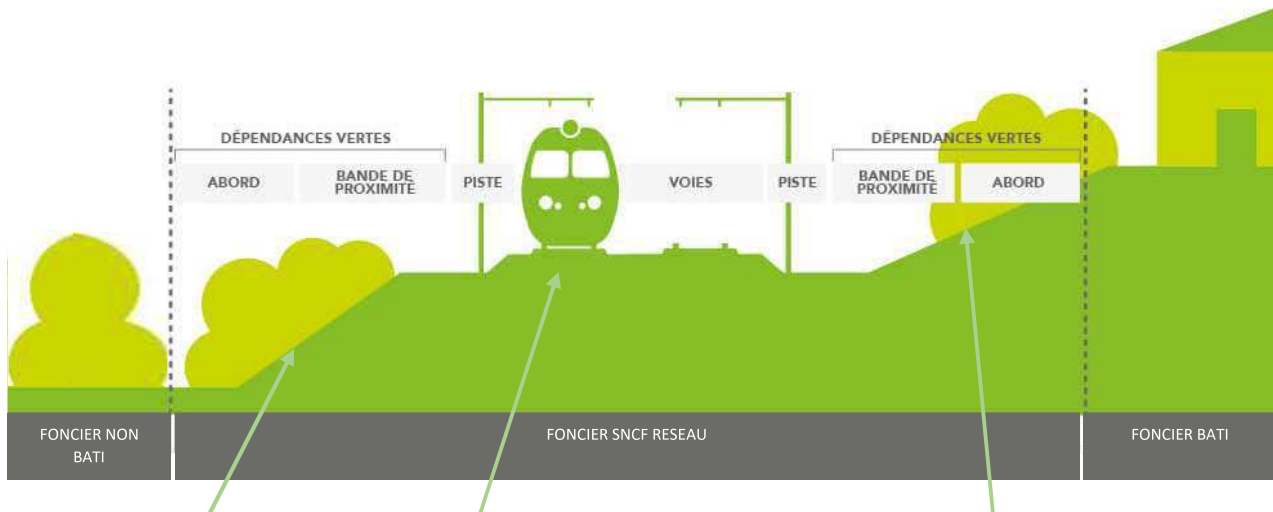 DÉPENDANCES VERTES
DÉPENDANCES VERTES
ABORD
BANDE DE
PROXIMITÉ
PISTE
VOIES
PISTE
BANDE DE
PROXIMITÉ
ABORD
FONCIER NON
BATI
FONCIER SNCF RESEAU
FONCIER BATI